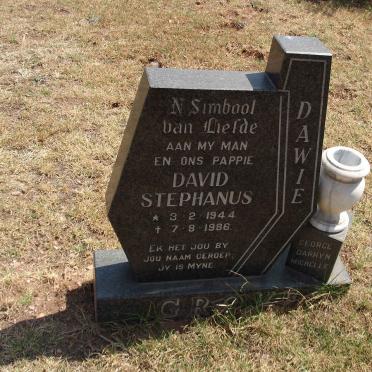 'N Simbool
van Liefde
AAN MY MAN
EN ONS PAPPIE
DAVID
STEPHANUS
* 3-2-1944
† 7-8-1986
EK HET JOU BY
JOU NAAM GEROEP,
JY IS MYNE.
DAWIE
GEORGE
DARRYN
MICHELLE